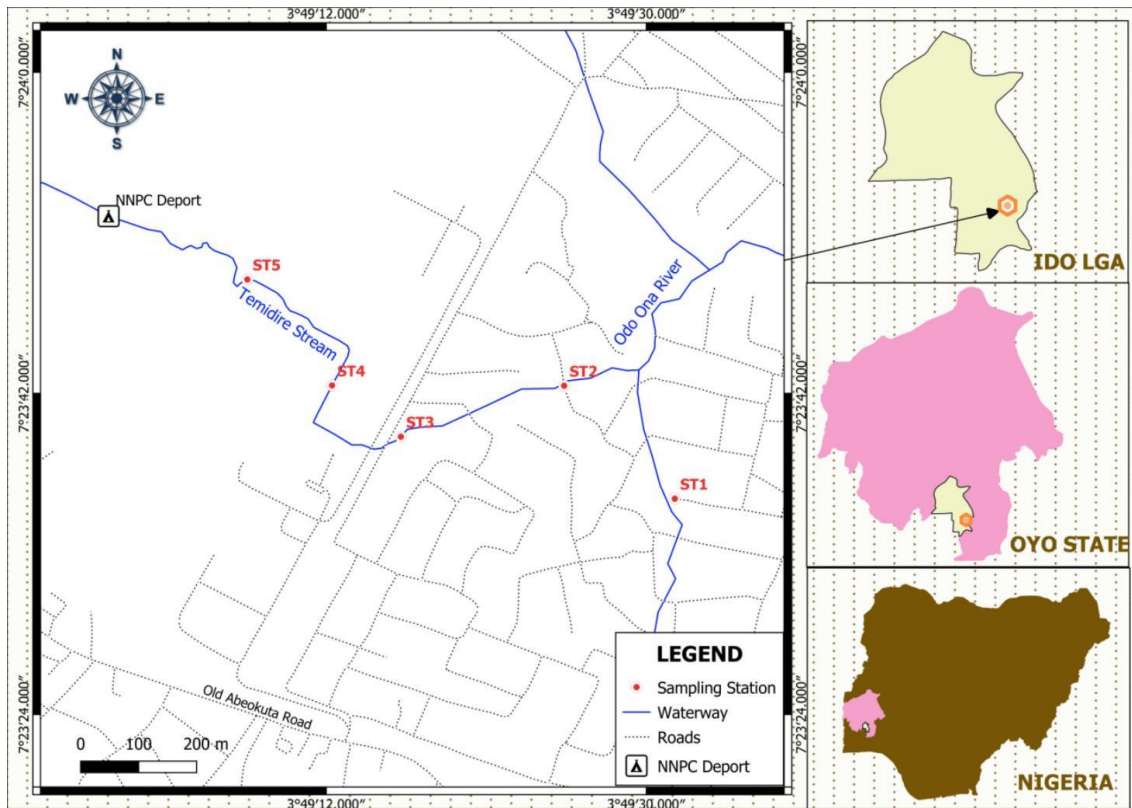 3°49'12.000"
3°49'30.000"
7°24'0.000"
7°24'0.000"
N
W
E
S
NNPC Deport
ST5
Temidire Stream
ST4
ST3
ST2
Odo Ona River
ST1
7°23'42.000"
7°23'42.000"
7°23'24.000"
7°23'24.000"
Old Abeokuta Road
0 100 200 m
LEGEND
Sampling Station
Waterway
Roads
NNPC Deport
3°49'12.000"
3°49'30.000"
IDO LGA
OYO STATE
NIGERIA